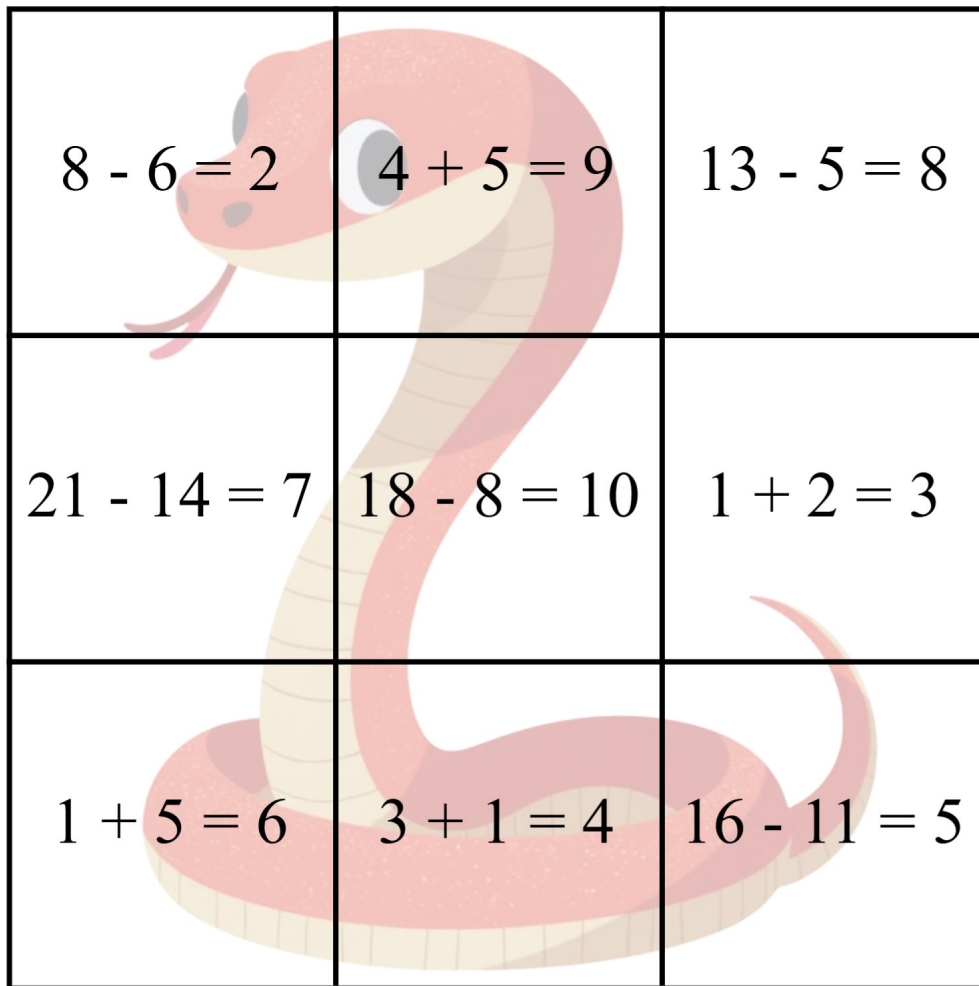 8 - 6 = 2
4 + 5 = 9
13 - 5 = 8
21 - 14 = 7
18 - 8 = 10
1 + 2 = 3
1 + 5 = 6
3 + 1 = 4
16 - 11 = 5